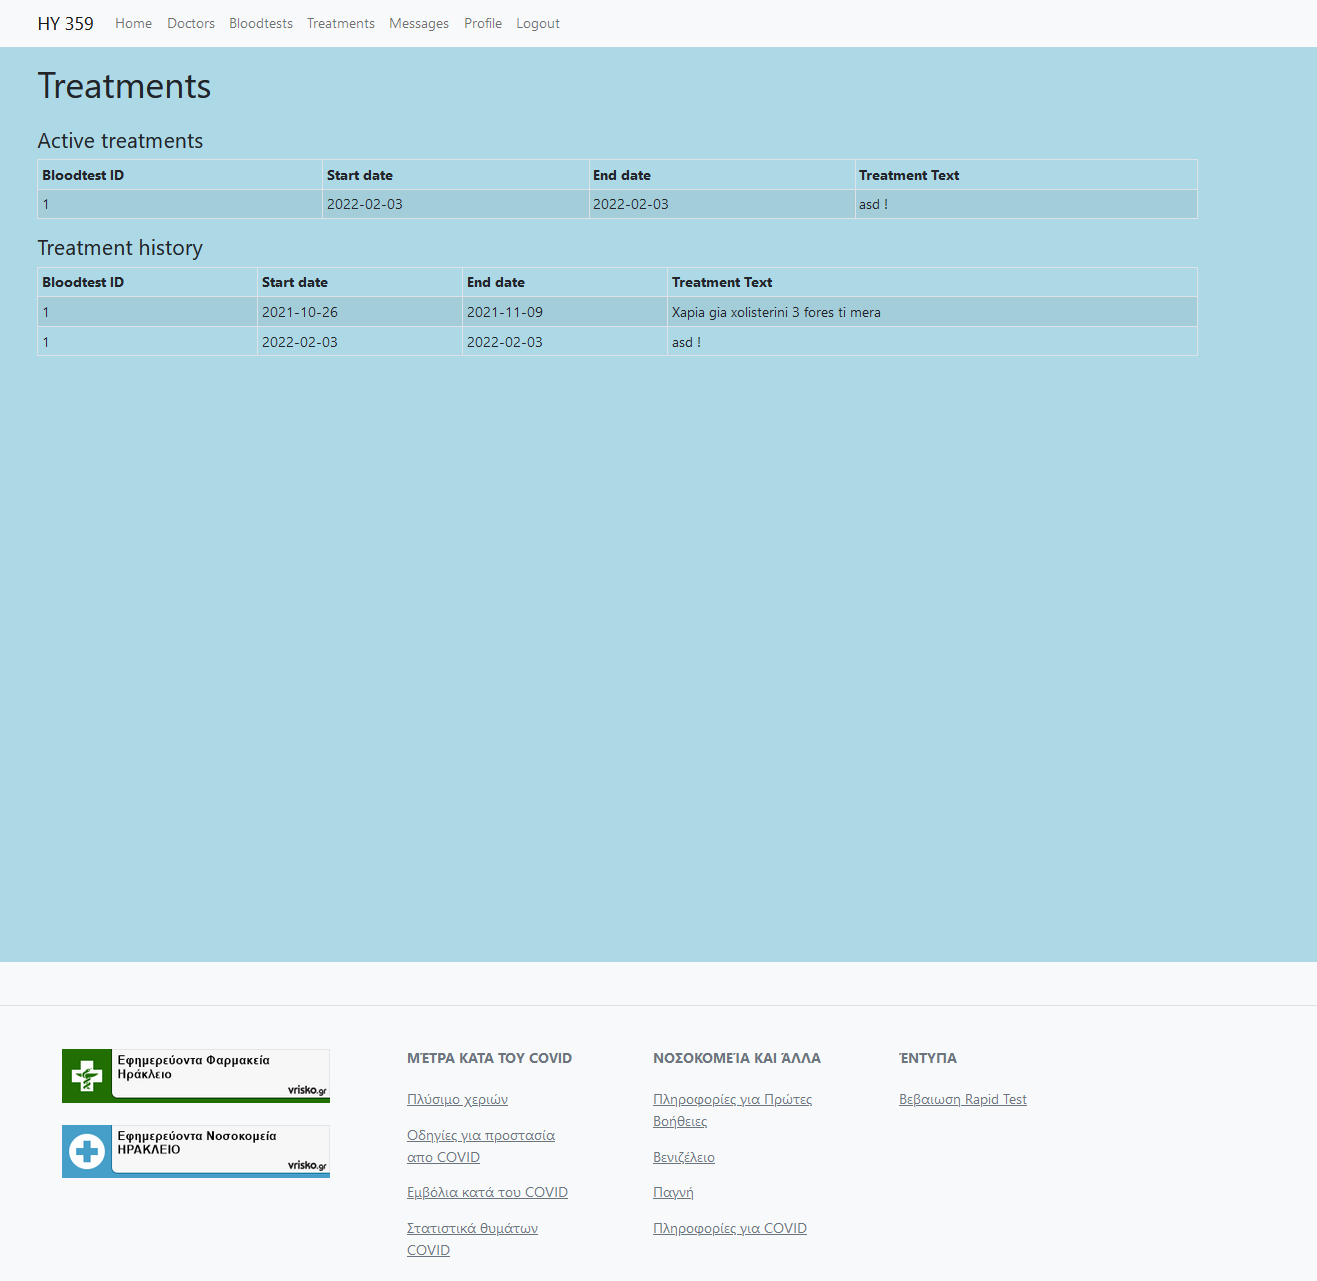 HY 359 Home Doctors Bloodtests Treatments Messages Profile Logout
Treatments
Active treatments
Bloodtest ID Start date End date Treatment Text
1 2022-02-03 2022-02-03 asd !
Treatment history
Bloodtest ID Start date End date Treatment Text
1 2021-10-26 2021-11-09 Xapia gia xolisterini 3 fores ti mera
1 2022-02-03 2022-02-03 asd !
Εφημερεύοντα Φαρμακεία
Ηράκλειο
vrisko.gr
Εφημερεύοντα Νοσοκομεία
ΗΡΑΚΛΕΙΟ
vrisko.gr
ΜΈΤΡΑ ΚΑΤΑ ΤΟΥ COVID
Πλύσιμο χεριών
Οδηγίες για προστασία
απο COVID
Εμβόλια κατά του COVID
Στατιστικά θυμάτων
COVID
ΝΟΣΟΚΟΜΕΊΑ ΚΑΙ ΆΛΛΑ
Πληροφορίες για Πρώτες
Βοήθειες
Βενιζέλειο
Παγνή
Πληροφορίες για COVID
ΈΝΤΥΠΑ
Βεβαιωση Rapid Test